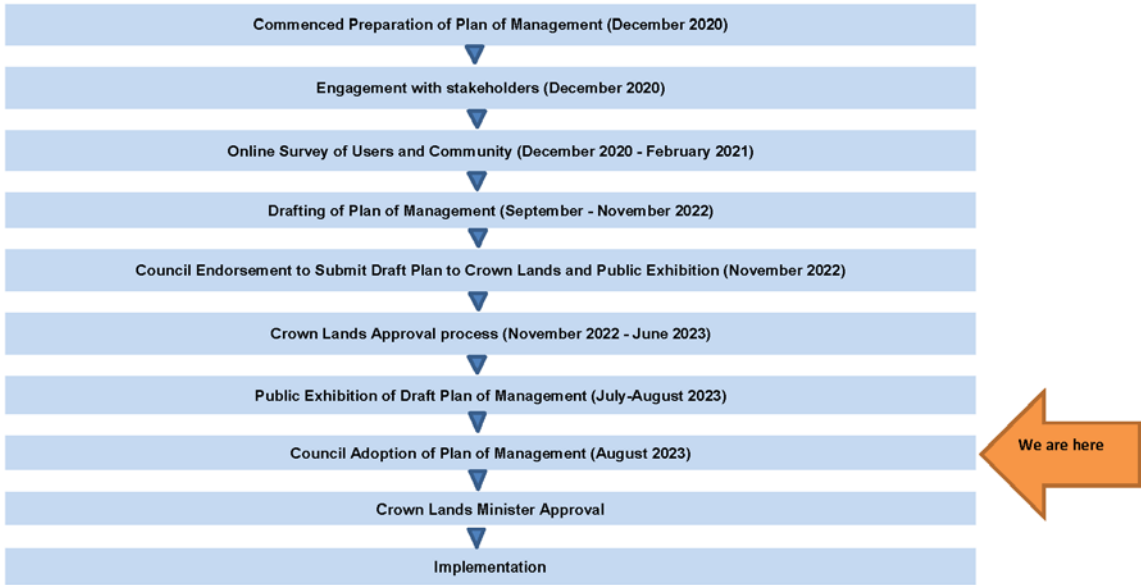 Commenced Preparation of Plan of Management (December 2020)
Engagement with stakeholders (December 2020)
Online Survey of Users and Community (December 2020 - February 2021)
Drafting of Plan of Management (September - November 2022)
Council Endorsement to Submit Draft Plan to Crown Lands and Public Exhibition (November 2022)
Crown Lands Approval process (November 2022 - June 2023)
Public Exhibition of Draft Plan of Management (July-August 2023)
Council Adoption of Plan of Management (August 2023)
We are here
Crown Lands Minister Approval
Implementation